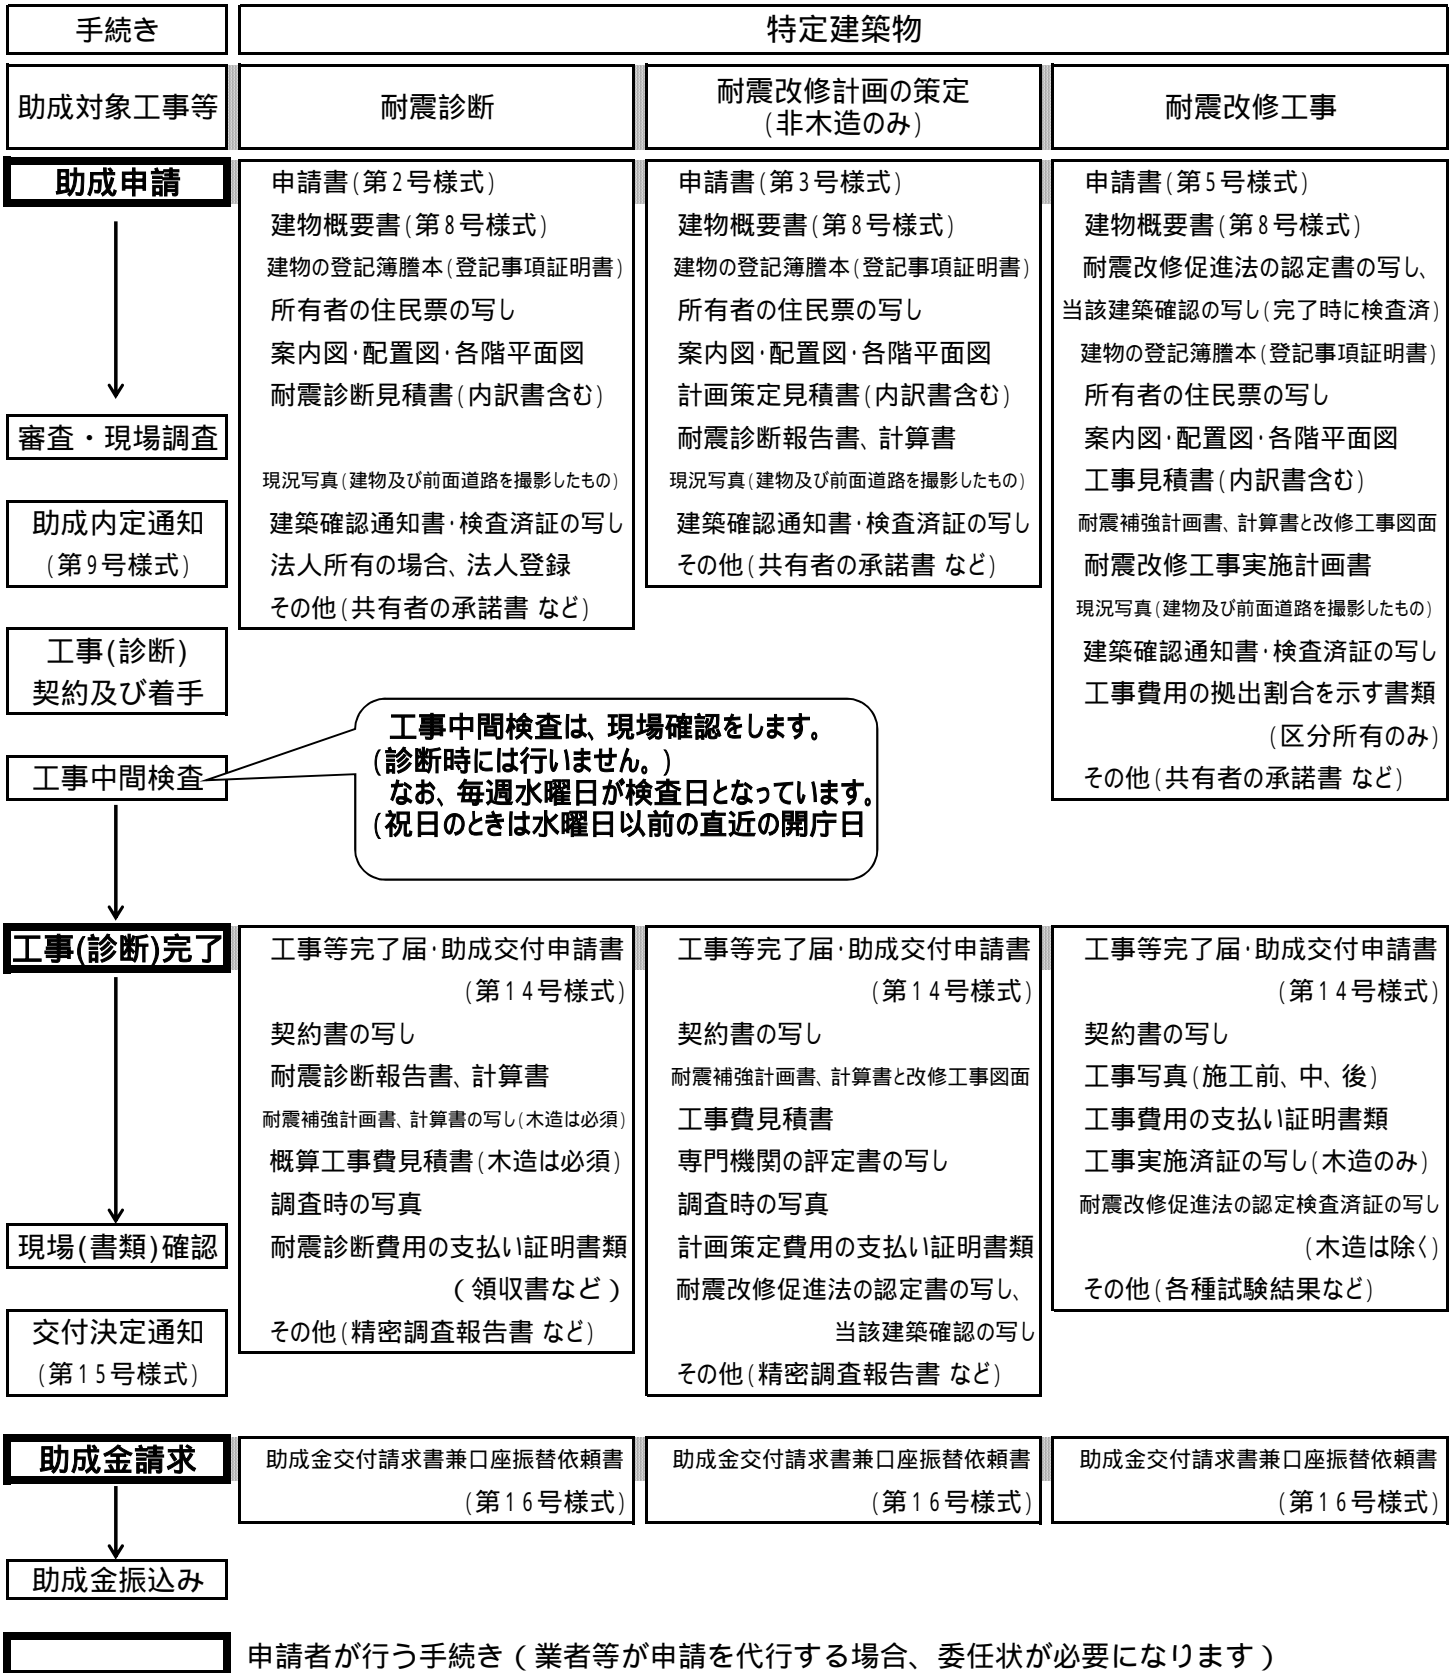 手続き
特定建築物
助成対象工事等
耐震診断
耐震改修計画の策定
(非木造のみ)
耐震改修工事
助成申請
申請書(第2号様式)
建物概要書(第8号様式)
建物の登記簿謄本(登記事項証明書)
所有者の住民票の写し
案内図・配置図・各階平面図
耐震診断見積書(内訳書含む)
現況写真(建物及び前面道路を撮影したもの)
建築確認通知書・検査済証の写し
法人所有の場合、法人登録
その他(共有者の承諾書 など)
申請書(第3号様式)
建物概要書(第8号様式)
建物の登記簿謄本(登記事項証明書)
所有者の住民票の写し
案内図・配置図・各階平面図
計画策定見積書(内訳書含む)
耐震診断報告書、計算書
現況写真(建物及び前面道路を撮影したもの)
建築確認通知書・検査済証の写し
その他(共有者の承諾書 など)
申請書(第5号様式)
建物概要書(第8号様式)
耐震改修促進法の認定書の写し、
当該建築確認の写し(完了時に検査済)
建物の登記簿謄本(登記事項証明書)
所有者の住民票の写し
案内図・配置図・各階平面図
工事見積書(内訳書含む)
耐震補強計画書、計算書と改修工事図面
耐震改修工事実施計画書
現況写真(建物及び前面道路を撮影したもの)
建築確認通知書・検査済証の写し
工事費用の拠出割合を示す書類
(区分所有のみ)
その他(共有者の承諾書 など)
審査・現場調査
助成内定通知
(第9号様式)
工事(診断)
契約及び着手
工事中間検査
工事中間検査は、現場確認をします。
(診断時には行いません。)
なお、毎週水曜日が検査日となっています。
(祝日のときは水曜日以前の直近の開庁日
工事(診断)完了
工事等完了届・助成交付申請書
(第14号様式)
契約書の写し
耐震診断報告書、計算書
耐震補強計画書、計算書の写し(木造は必須)
概算工事費見積書(木造は必須)
調査時の写真
耐震診断費用の支払い証明書類
(領収書など)
その他(精密調査報告書 など)
工事等完了届・助成交付申請書
(第14号様式)
契約書の写し
耐震補強計画書、計算書と改修工事図面
工事費見積書
専門機関の評定書の写し
調査時の写真
計画策定費用の支払い証明書類
耐震改修促進法の認定書の写し、
当該建築確認の写し
その他(精密調査報告書 など)
工事等完了届・助成交付申請書
(第14号様式)
契約書の写し
工事写真(施工前、中、後)
工事費用の支払い証明書類
工事実施済証の写し(木造のみ)
耐震改修促進法の認定検査済証の写し
(木造は除く)
その他(各種試験結果など)
現場(書類)確認
交付決定通知
(第15号様式)
助成金請求
助成金交付請求書兼口座振替依頼書
(第16号様式)
助成金交付請求書兼口座振替依頼書
(第16号様式)
助成金交付請求書兼口座振替依頼書
(第16号様式)
助成金振込み
申請者が行う手続き(業者等が申請を代行する場合、委任状が必要になります)